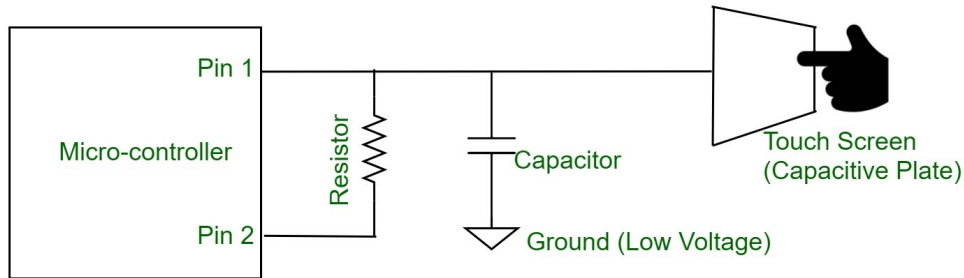 Pin 1
Micro-controller
Resistor
Capacitor
Touch Screen
(Capacitive Plate)
Pin 2
Ground (Low Voltage)